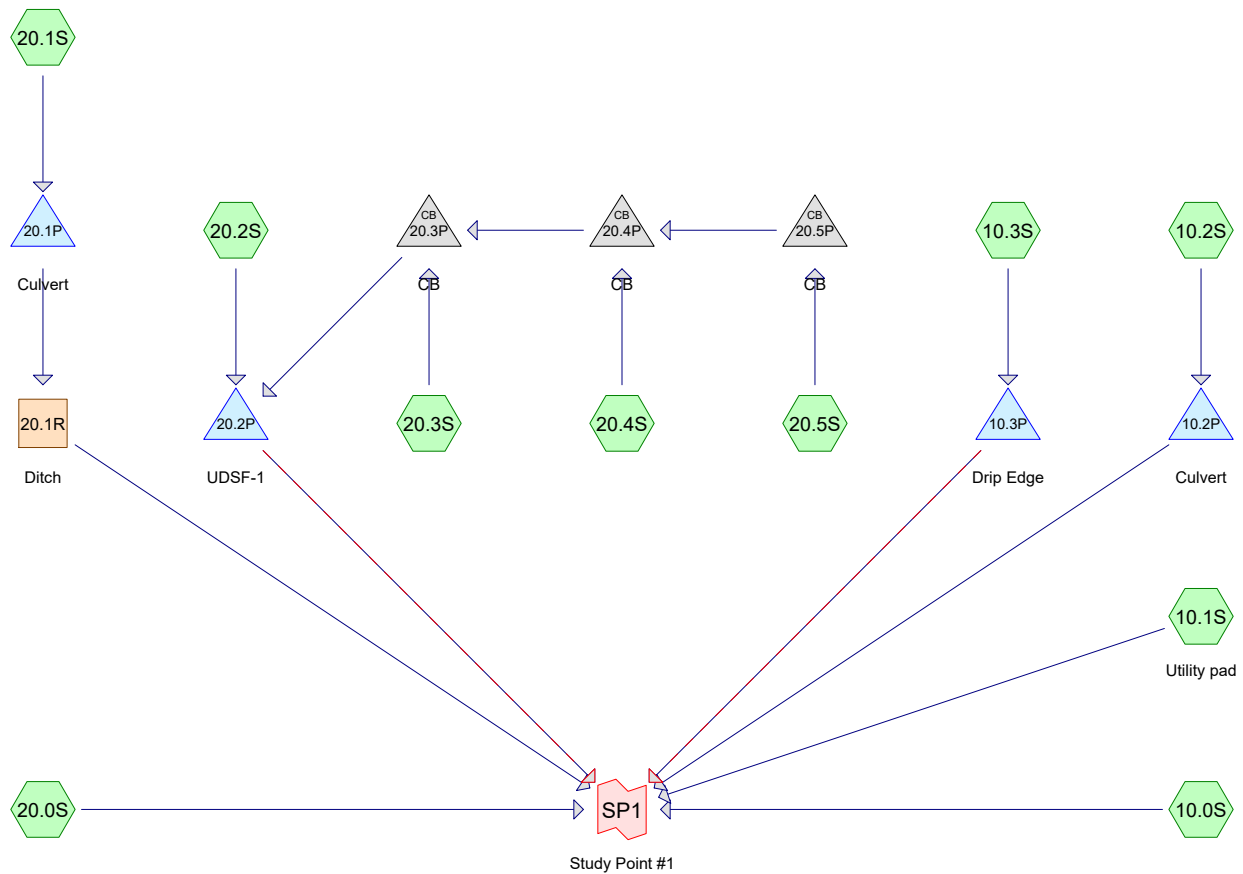 20.1S
20.1P
Culvert
20.2S
CB
20.3P
CB
CB
20.4P
CB
CB
20.5P
CB
10.3S
10.2S
20.1R
Ditch
20.2P
UDSF-1
20.3S
20.4S
20.5S
10.3P
Drip Edge
10.2P
Culvert
10.1S
Utility pad
20.0S
SP1
Study Point #1
10.0S